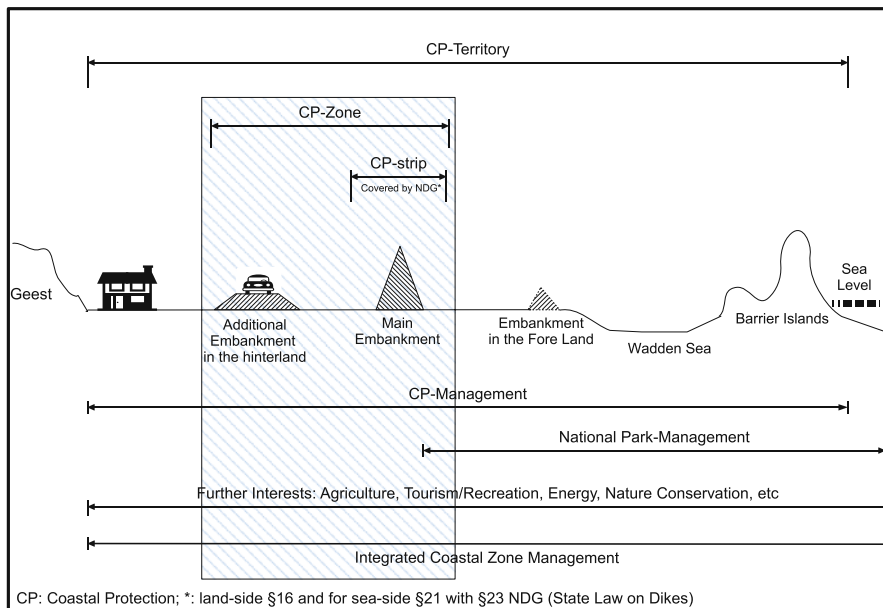 CP-Territory
CP-Zone
CP-strip
Covered by NDG*
Geest
Sea
Level
Additional
Embankment
in the hinterland
Main
Embankment
Embankment
in the Fore Land
Wadden Sea
Barrier Islands
CP-Management
National Park-Management
Further Interests: Agriculture, Tourism/Recreation, Energy, Nature Conservation, etc
Integrated Coastal Zone Management
CP: Coastal Protection; *: land-side §16 and for sea-side §21 with §23 NDG (State Law on Dikes)